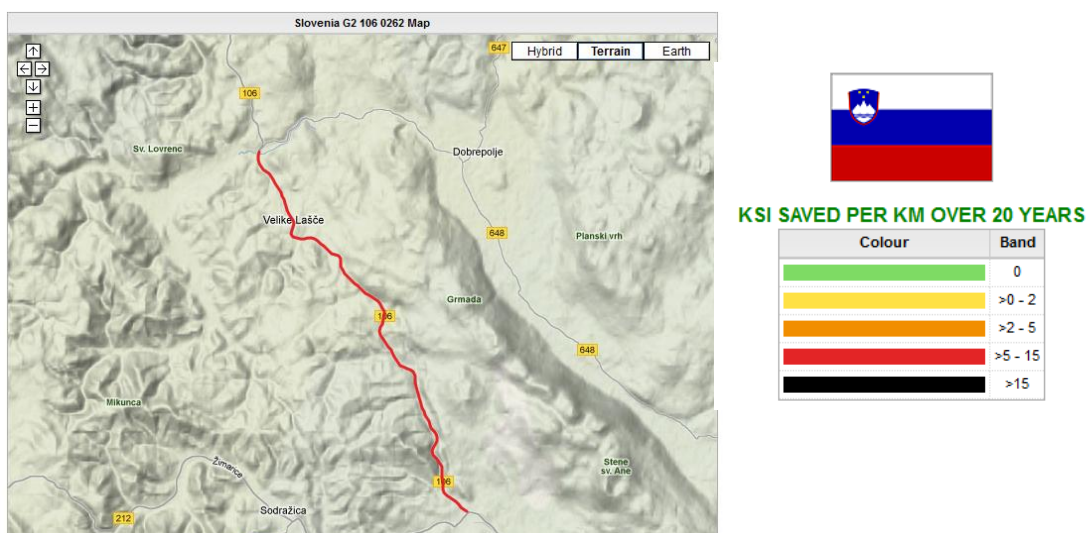 Slovenia G2 106 0262 Map
Hybrid
Terrain
Earth
647
106
Sv. Lovrenc
Dobrepolje
Velike Lašče
648
Planski vrh
Grmada
106
648
Mikunca
Stene
sv. Ane
Žimarice
106
Sodražica
212
KSI SAVED PER KM OVER 20 YEARS
Colour Band
0
>0 - 2
>2 - 5
>5 - 15
>15